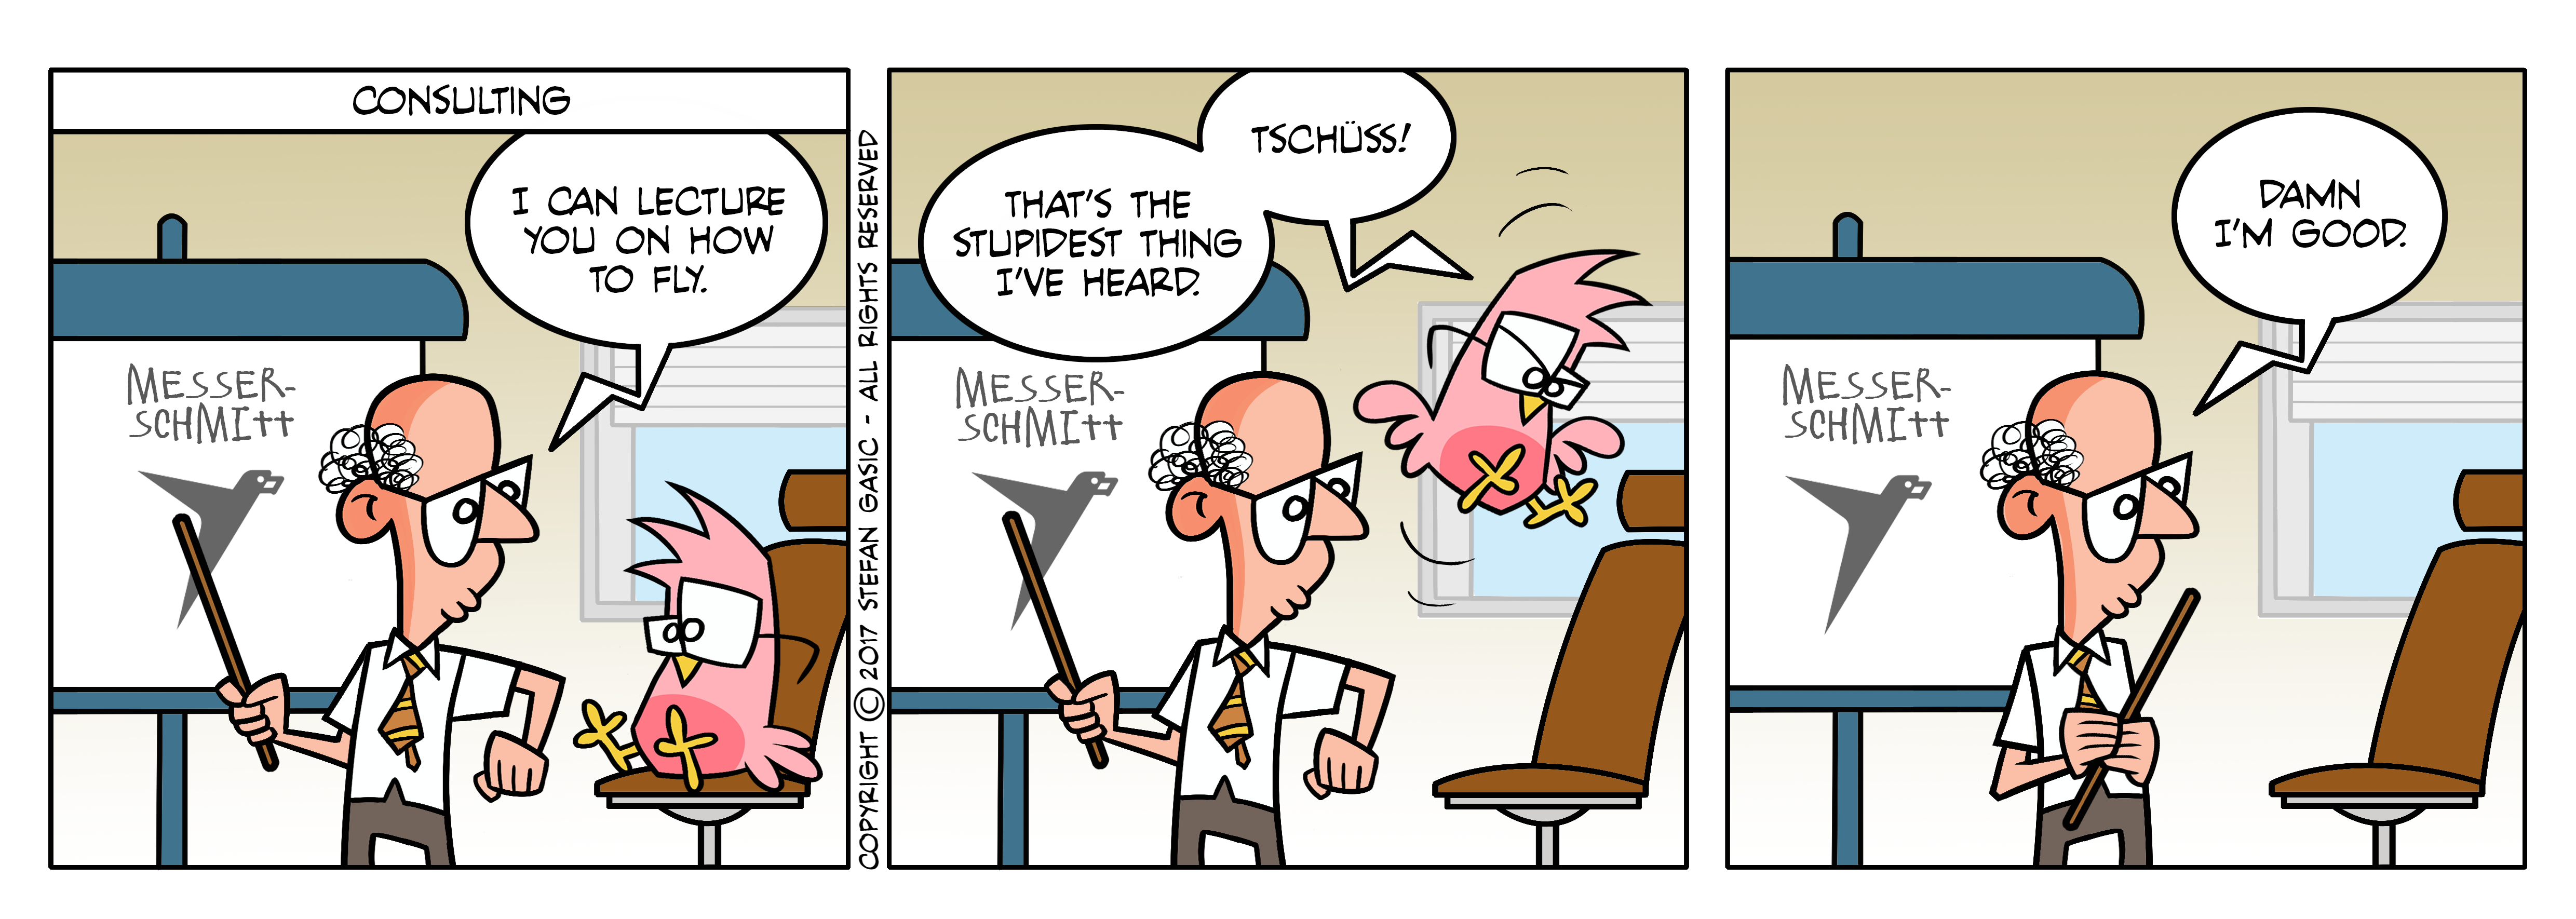 CONSULTING
I CAN LECTURE
YOU ON HOW
TO FLY.
MESSER-
SCHMItt
COPYRIGHT © 2017 STEFAN GASIC - ALL RIGHTS RESERVED
THAT'S THE
STUPIDEST THING
I'VE HEARD.
TSCHÜSS!
MESSER-
SCHMItt
DAMN
I'M GOOD.
MESSER-
SCHMItt